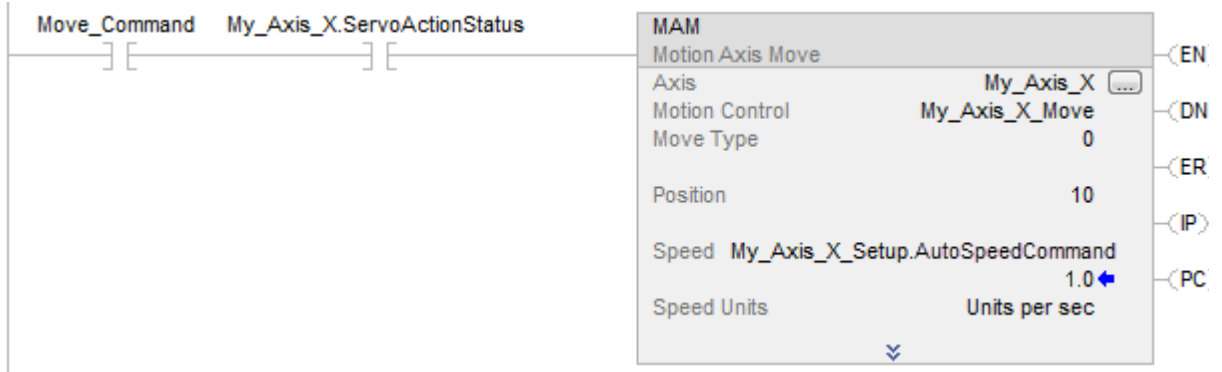 Move_Command My_Axis_X.ServoActionStatus
MAM
Motion Axis Move
EN
Axis My_Axis_X ...
Motion Control My_Axis_X_Move
DN
Move Type 0
ER
Position 10
IP
Speed My_Axis_X_Setup.AutoSpeedCommand
1.0
PC
Speed Units Units per sec